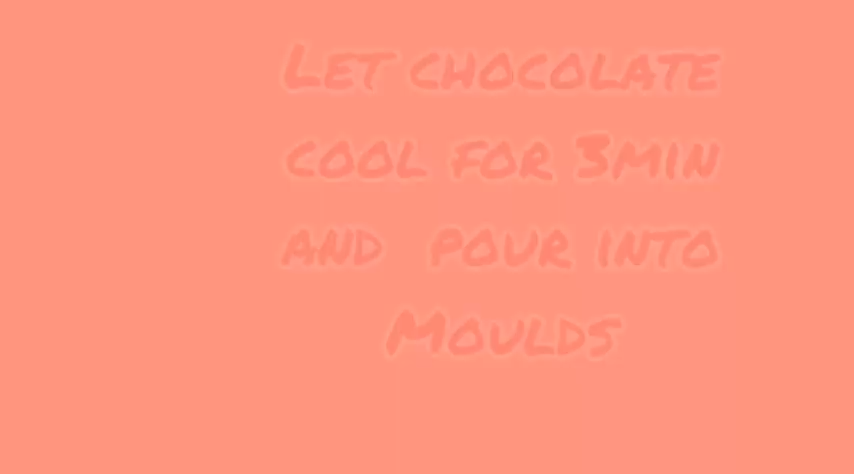 Let chocolate
cool for 3min
and pour into
Moulds